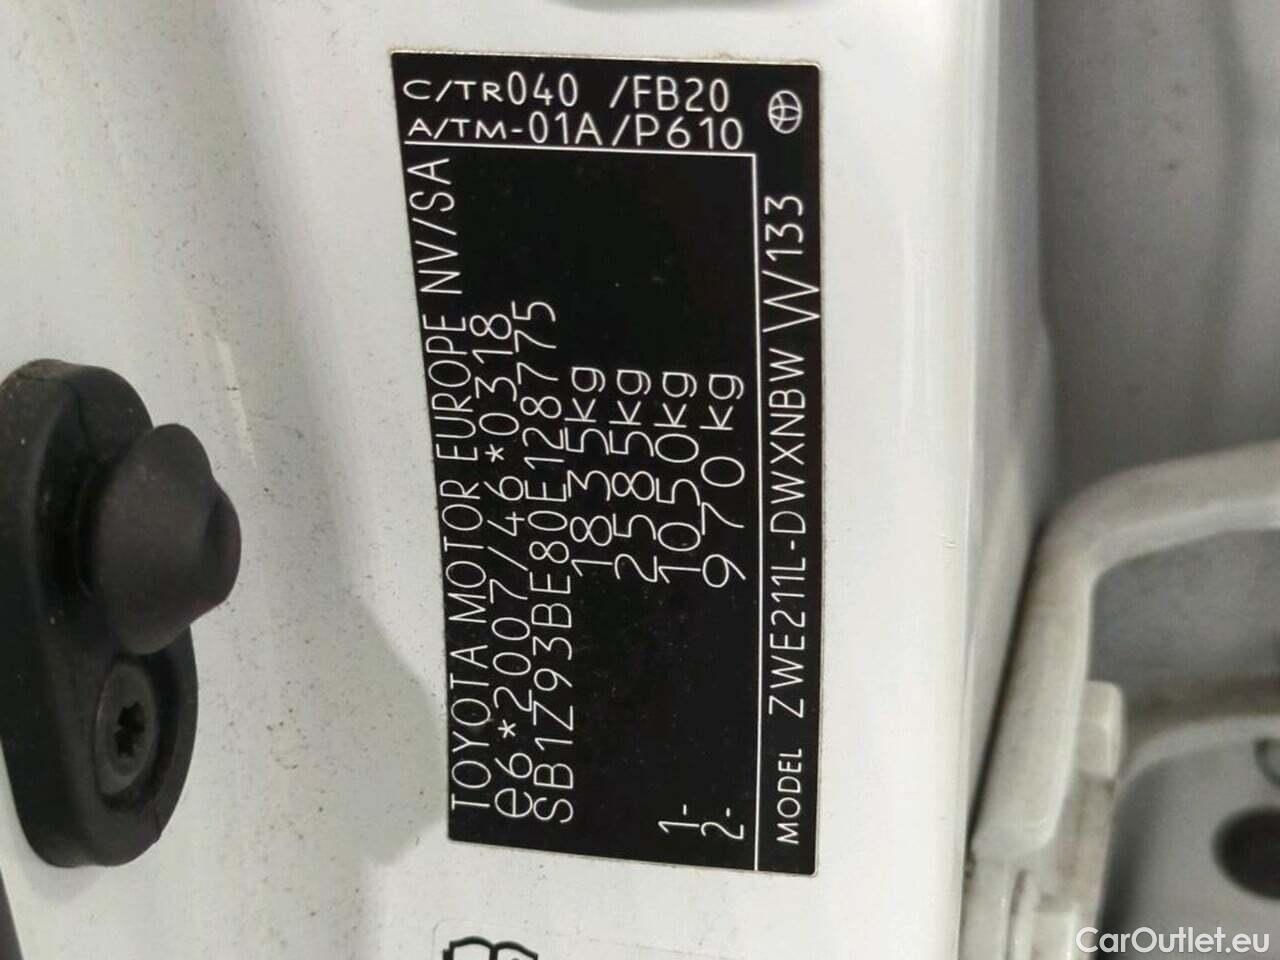 C/TR040 /FB20
A/TM-01A/P610
TOYOTA MOTOR EUROPE NV/SA
e6*2007/46*0318
SB1Z93BE80E128775
1835kg
2585kg
1- 1050kg
2- 970kg
MODEL ZWE211L-DWXNBW W133
CarOutlet.eu